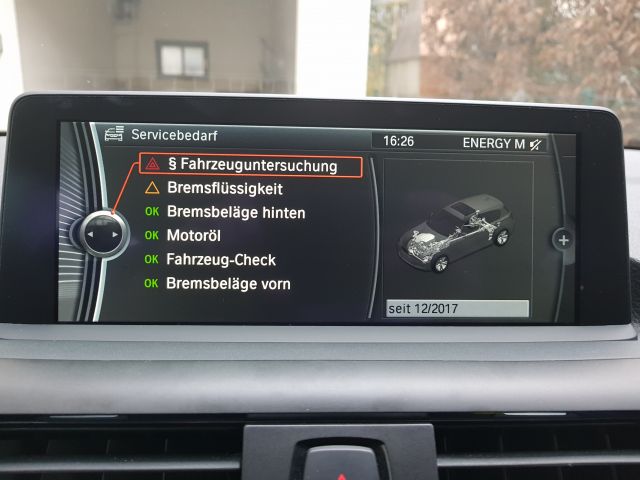 Servicebedarf
16:26
ENERGY M
§ Fahrzeuguntersuchung
Bremsflüssigkeit
OK Bremsbeläge hinten
OK Motoröl
OK Fahrzeug-Check
OK Bremsbeläge vorn
seit 12/2017